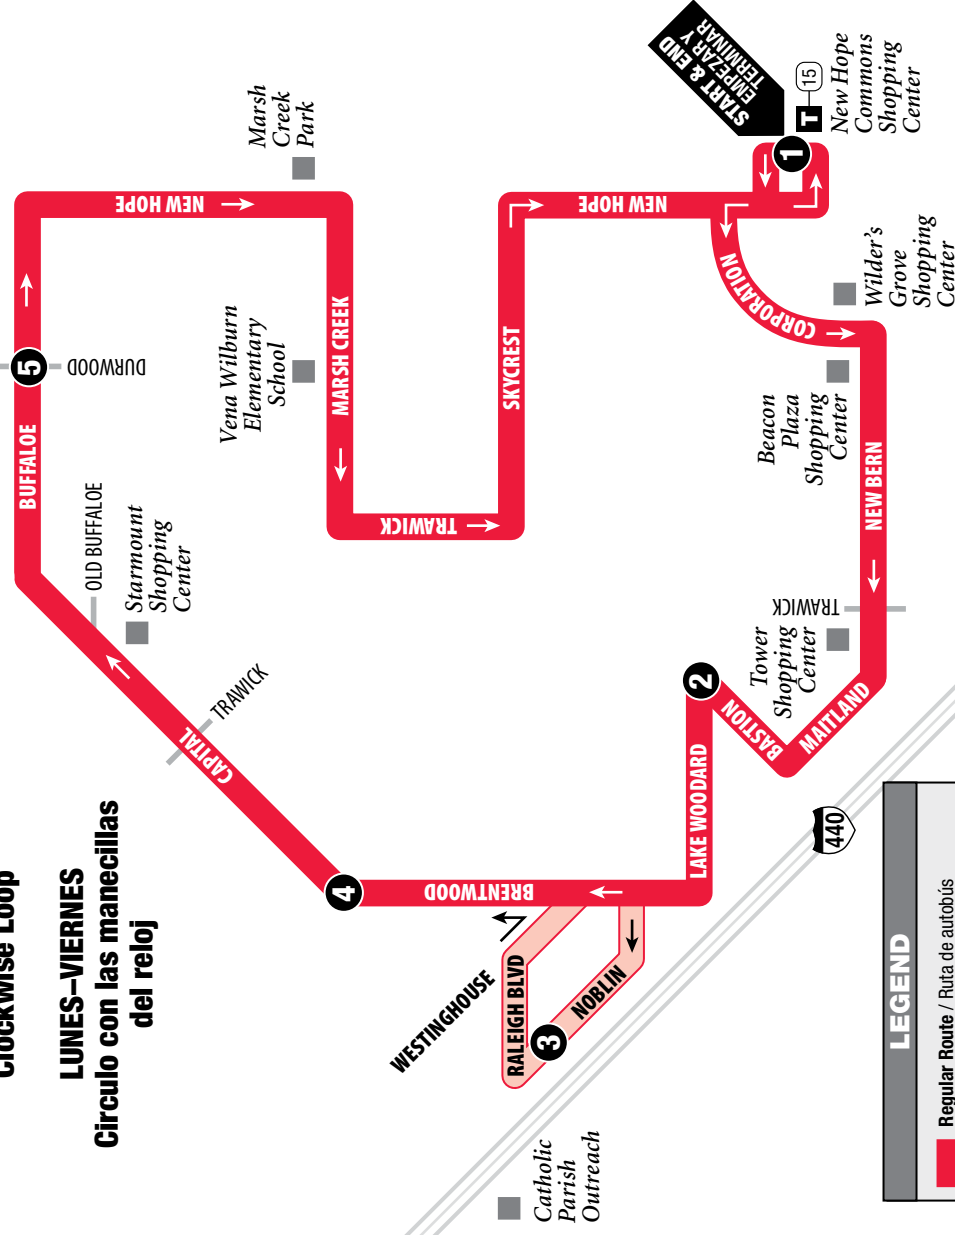 Clockwise Loop
LUNES–VIERNES
Circulo con las manecillas
del reloj
BUFFALOE
5
DURWOOD
NEW HOPE
Marsh
Creek
Park
OLD BUFFALOE
Starmount
Shopping
Center
TRAWICK
CAPITAL
Vena Wilburn
Elementary
School
MARSH CREEK
TRAWICK
SKYCREST
NEW HOPE
START & END
EMPEZAR Y
TERMINAR
1
T
15
New Hope
Commons
Shopping
Center
CORPORATION
Wilder's
Grove
Shopping
Center
Beacon
Plaza
Shopping
Center
NEW BERN
TRAWICK
Tower
Shopping
Center
MAITLAND
BASTION
2
LAKE WOODARD
BRENTWOOD
4
WESTINGHOUSE
RALEIGH BLVD
NOBLIN
3
440
Catholic
Parish
Outreach
LEGEND
Regular Route / Ruta de autobús